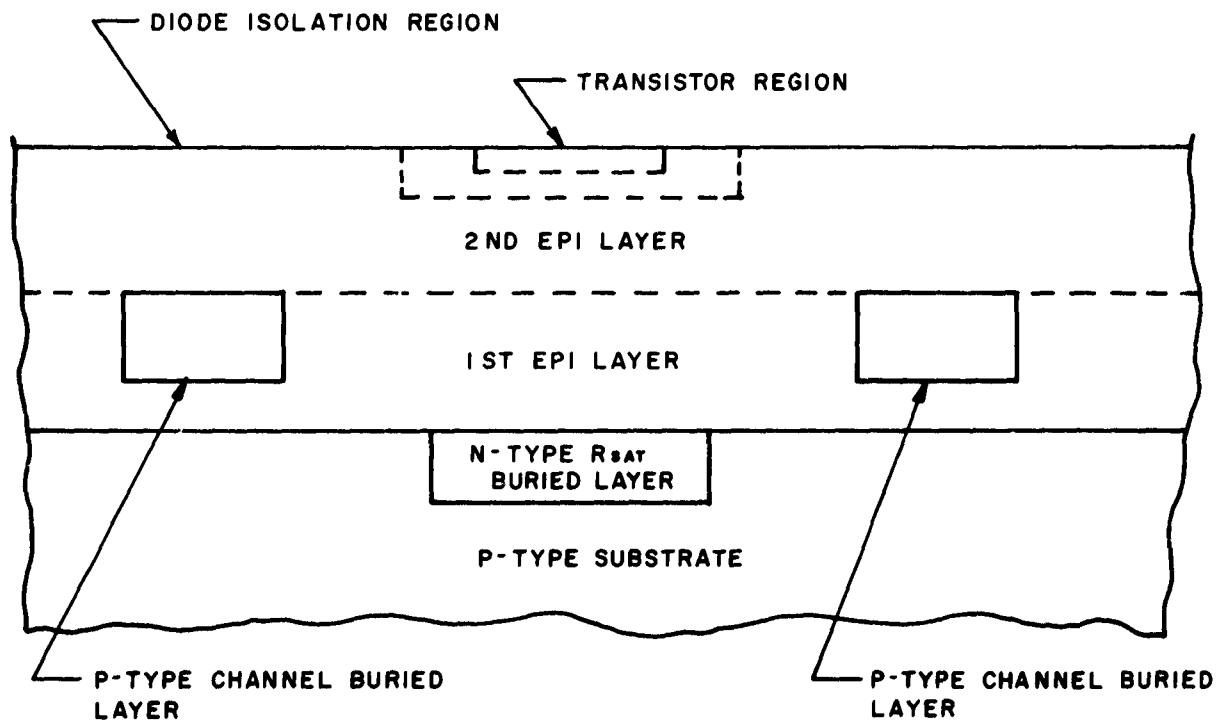 DIODE ISOLATION REGION
TRANSISTOR REGION
2ND EPI LAYER
1ST EPI LAYER
N-TYPE RSAT
BURIED LAYER
P-TYPE SUBSTRATE
P-TYPE CHANNEL BURIED
LAYER
P-TYPE CHANNEL BURIED
LAYER